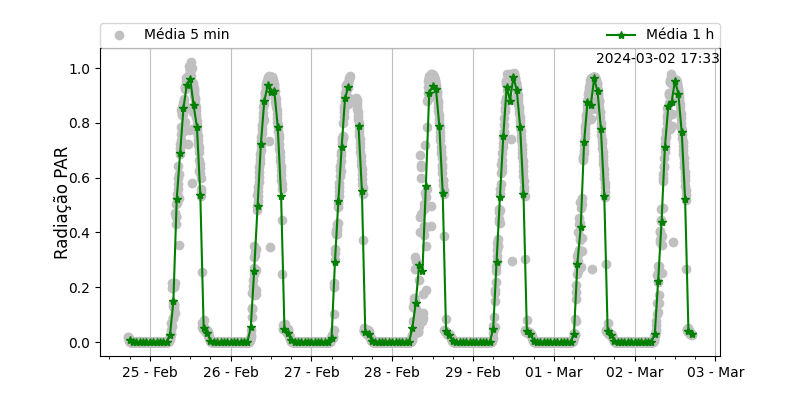 Média 5 min
Média 1 h
2024-03-02 17:33
Radiação PAR
1.0
0.8
0.6
0.4
0.2
0.0
25 - Feb
26 - Feb
27 - Feb
28 - Feb
29 - Feb
01 - Mar
02 - Mar
03 - Mar